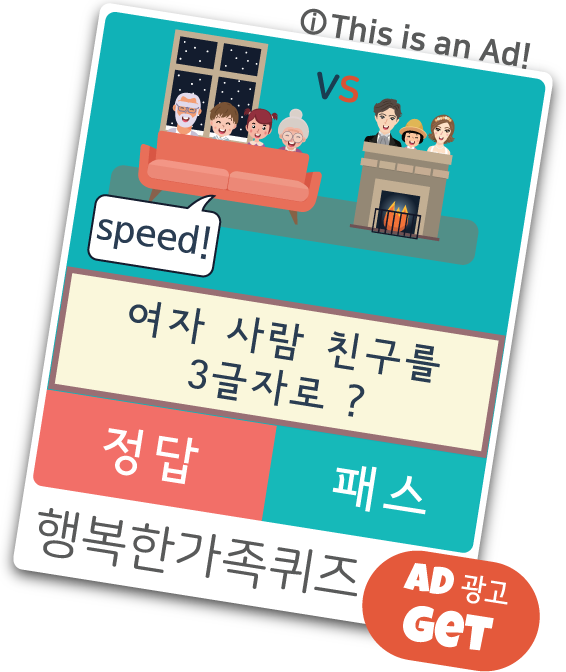 ⓘ This is an Ad!
VS
speed!
여자 사람 친구를
3글자로 ?
정답
패스
행복한가족퀴즈
AD 광고
GET